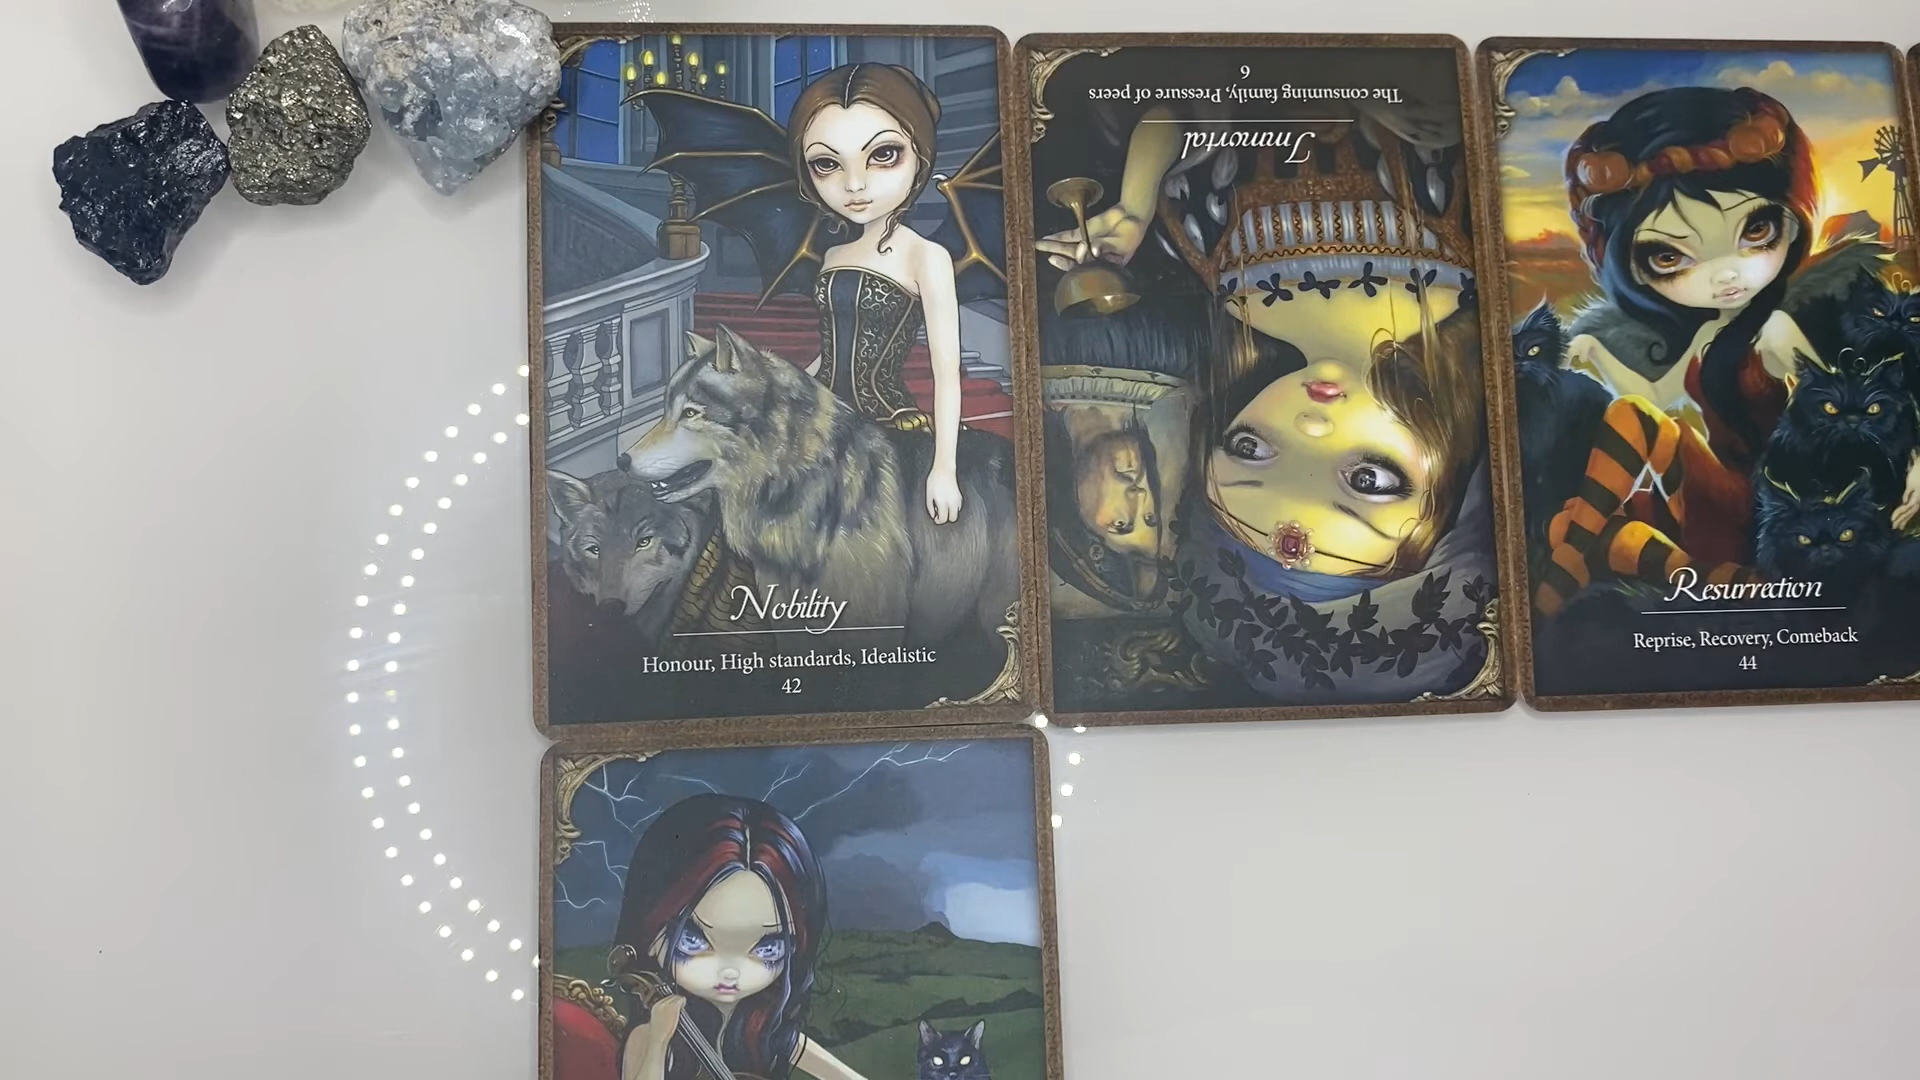 Nobility
Honour, High standards, Idealistic
42
Immortal
The consuming family, Pressure of peers
6
Resurrection
Reprise, Recovery, Comeback
44